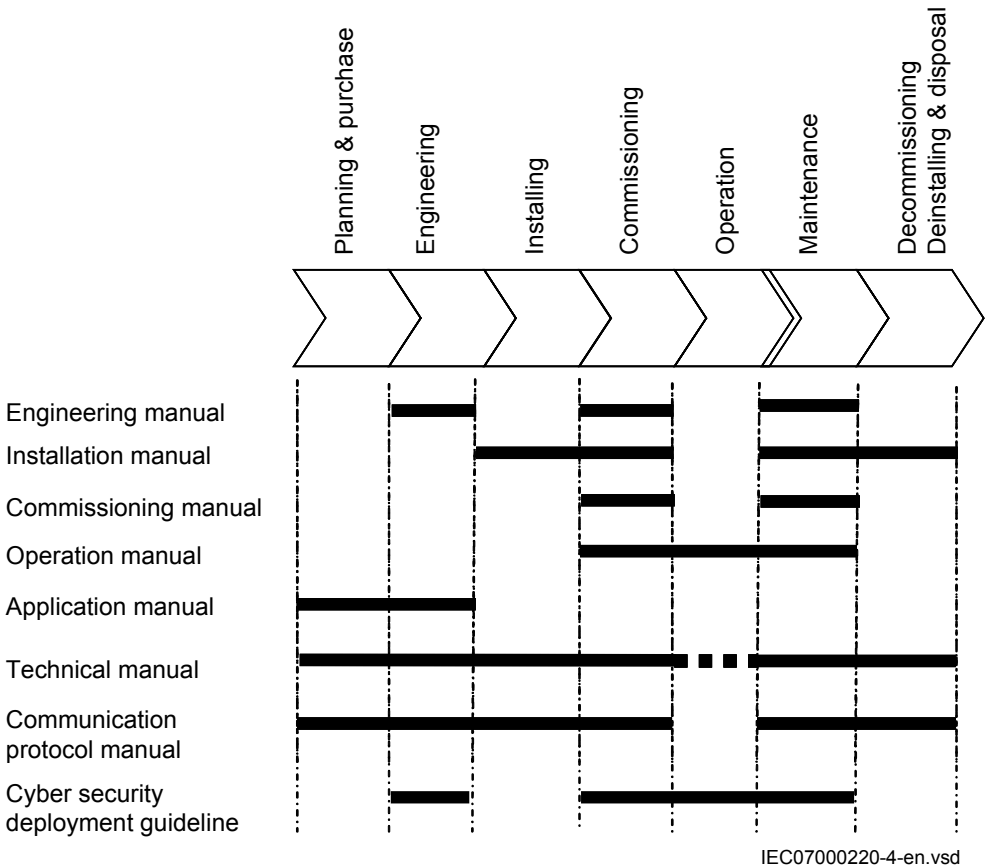 Planning & purchase
Engineering
Installing
Commissioning
Operation
Maintenance
Decommissioning
Deinstalling & disposal
Engineering manual
Installation manual
Commissioning manual
Operation manual
Application manual
Technical manual
Communication
protocol manual
Cyber security
deployment guideline
IEC07000220-4-en.vsd